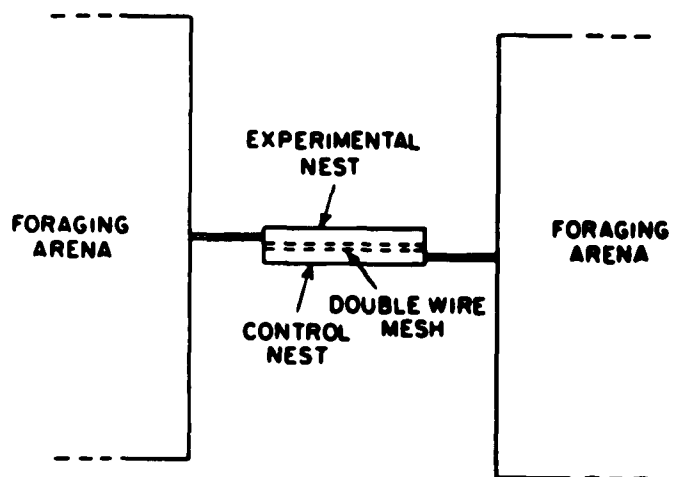 EXPERIMENTAL
NEST
FORAGING
ARENA
FORAGING
ARENA
DOUBLE WIRE
MESH
CONTROL
NEST